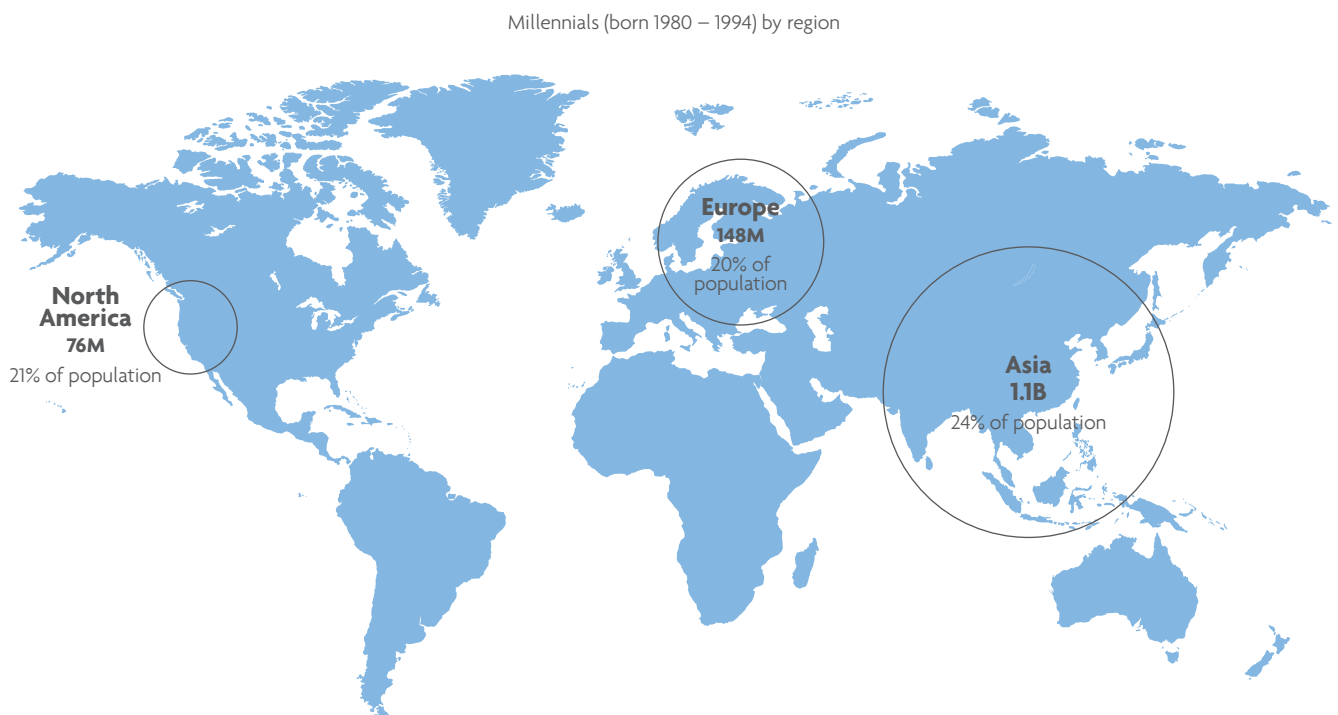 Millennials (born 1980 – 1994) by region
North
America
76M
21% of population
Europe
148M
20% of
population
Asia
1.1B
24% of population